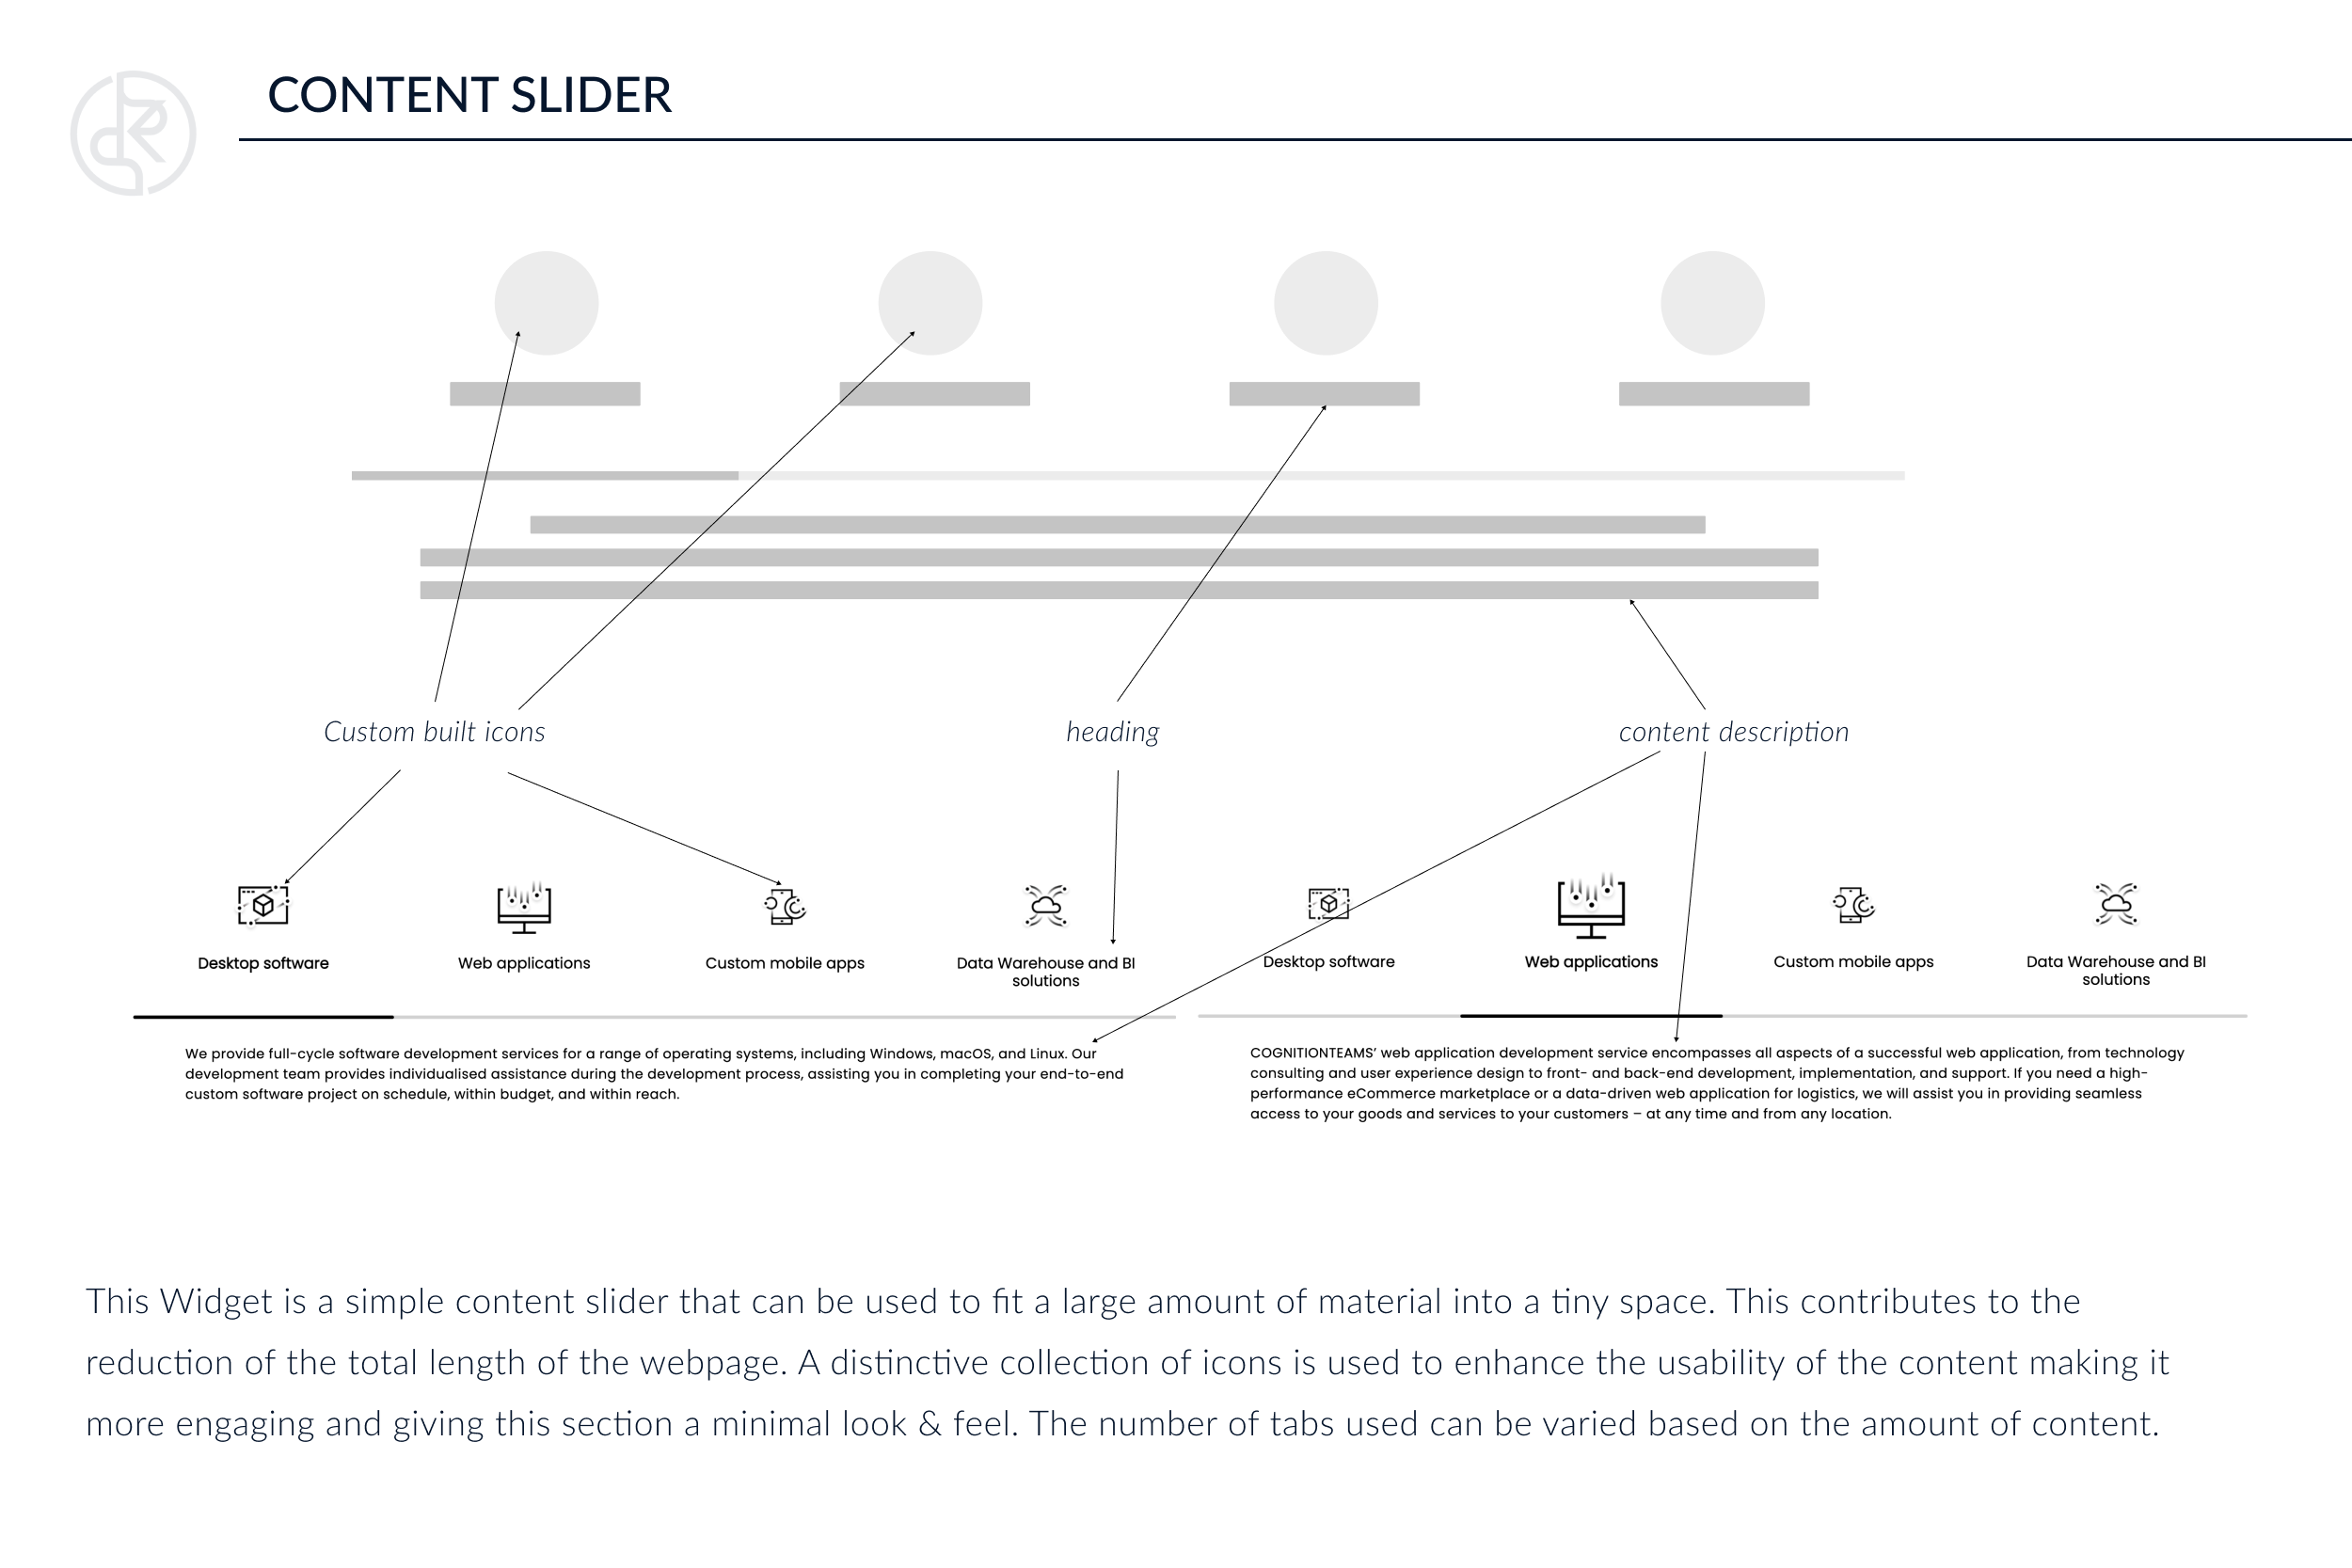 CONTENT SLIDER
Custom built icons
heading
content description
Desktop software
Web applications
Custom mobile apps
Data Warehouse and BI
solutions
We provide full-cycle software development services for a range of operating systems, including Windows, macOS, and Linux. Our
development team provides individualised assistance during the development process, assisting you in completing your end-to-end
custom software project on schedule, within budget, and within reach.
Desktop software
Web applications
Custom mobile apps
Data Warehouse and BI
solutions
COGNITIONTEAMS’ web application development service encompasses all aspects of a successful web application, from technology
consulting and user experience design to front- and back-end development, implementation, and support. If you need a high-
performance eCommerce marketplace or a data-driven web application for logistics, we will assist you in providing seamless
access to your goods and services to your customers – at any time and from any location.
This Widget is a simple content slider that can be used to fit a large amount of material into a tiny space. This contributes to the
reduction of the total length of the webpage. A distinctive collection of icons is used to enhance the usability of the content making it
more engaging and giving this section a minimal look & feel. The number of tabs used can be varied based on the amount of content.